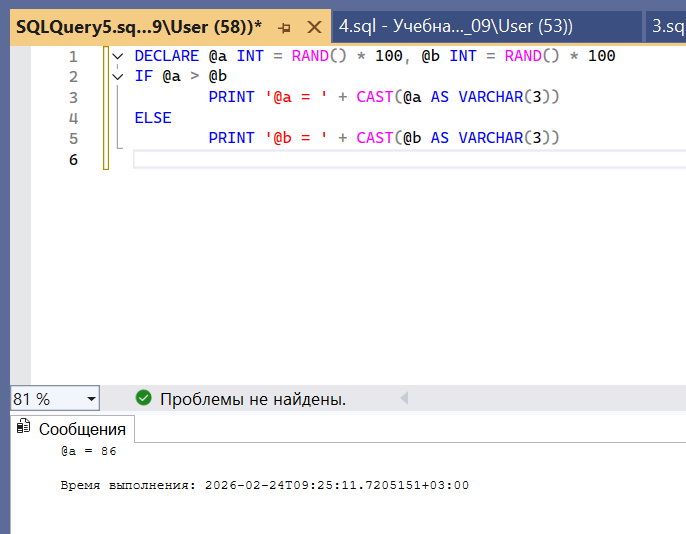 SQLQuery5.sq...9\User (58))*
4.sql - Учебна..._09\User (53))
3.sq
1 DECLARE @a INT = RAND() * 100, @b INT = RAND() * 100
2 IF @a > @b
3 PRINT '@a = ' + CAST(@a AS VARCHAR(3))
4 ELSE
5 PRINT '@b = ' + CAST(@b AS VARCHAR(3))
6
81 %
Проблемы не найдены.
Сообщения
@a = 86
Время выполнения: 2026-02-24T09:25:11.7205151+03:00